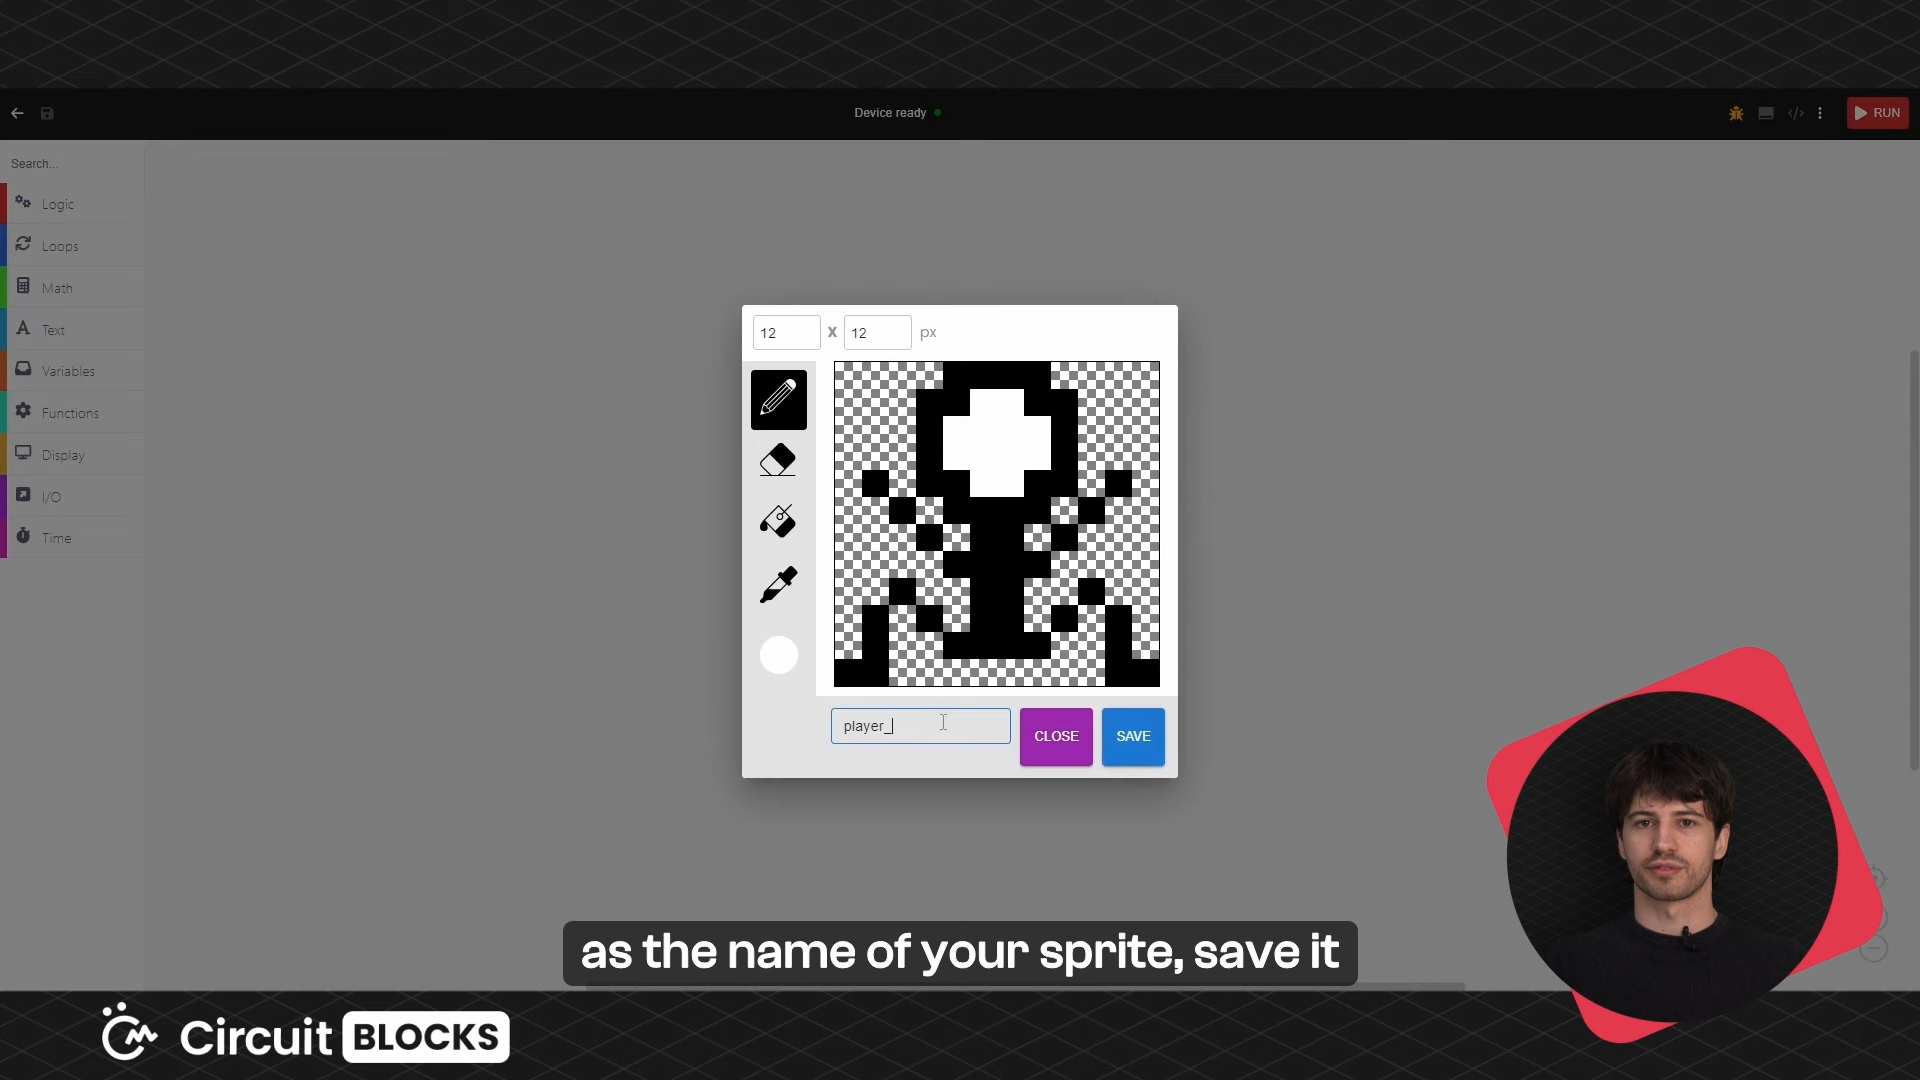 Device ready
RUN
Search...
Logic
Loops
Math
Text
Variables
Functions
Display
I/O
Time
12 X 12 px
player_
CLOSE
SAVE
as the name of your sprite, save it
Circuit BLOCKS